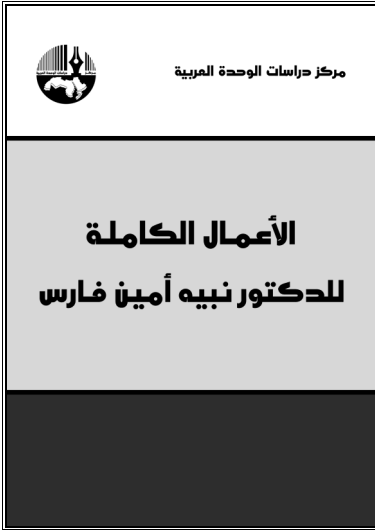 مركز دراسات الوحدة العربية
الأعمال الكاملة
للدكتور نبيه أمين فارس